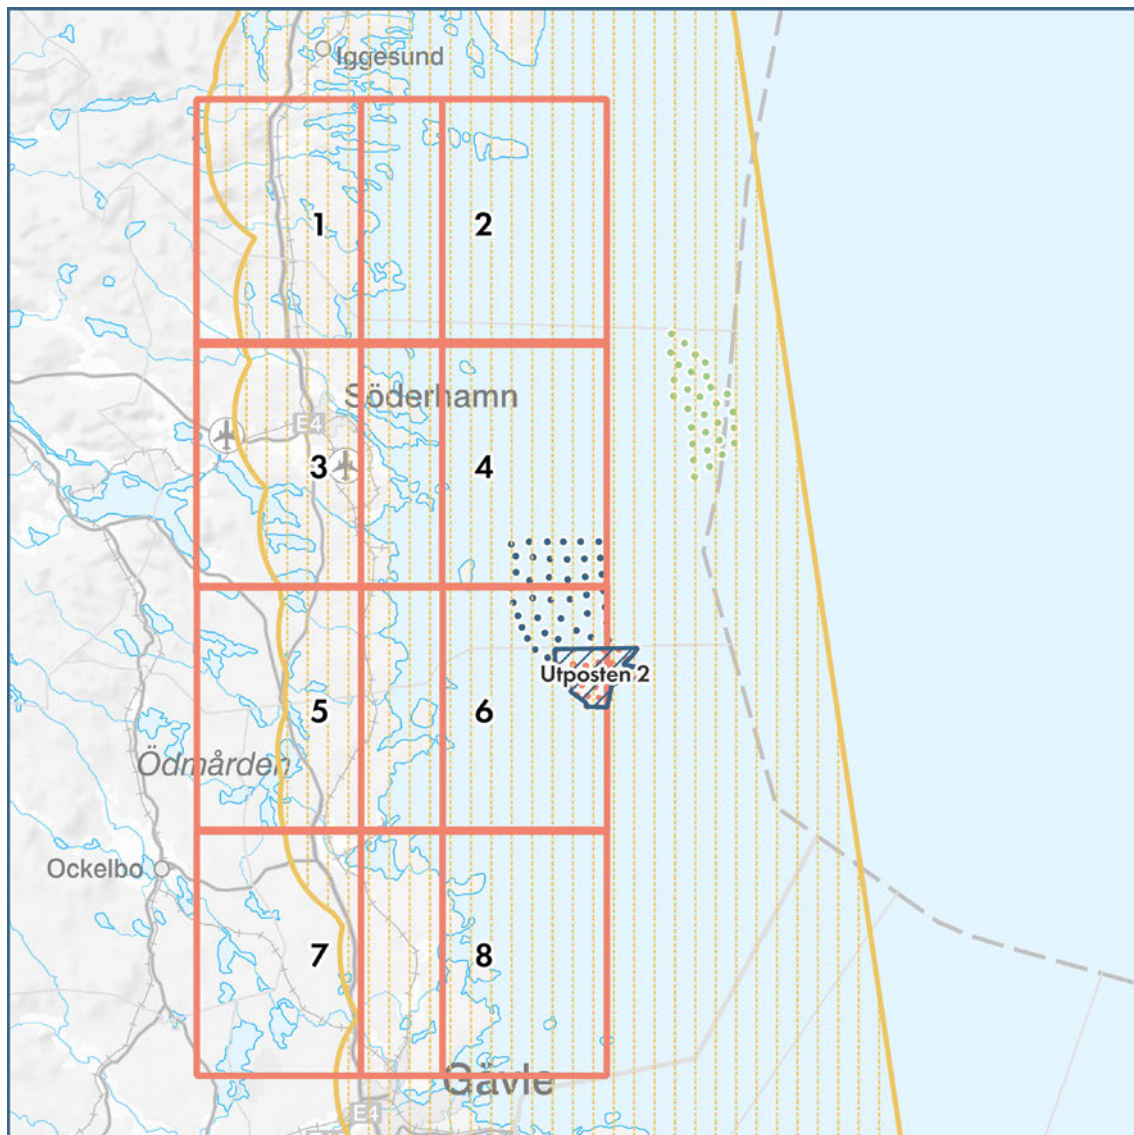 Iggesund
1
2
Söderhamn
E4
3
4
Utposten 2
5
6
Ödmården
Ockelbo
7
8
Gävle
E4